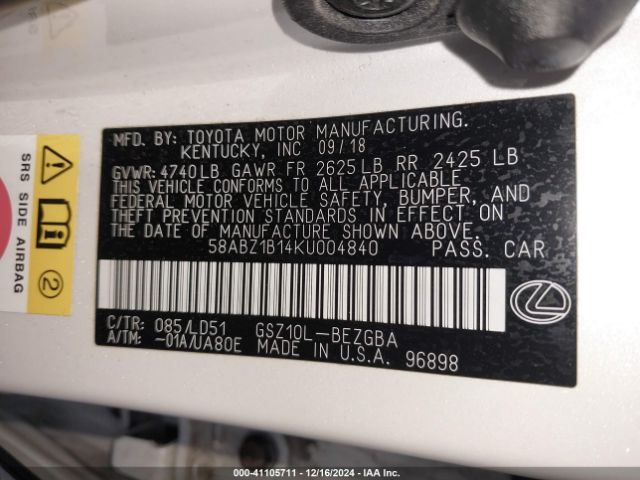 MFD. BY: TOYOTA MOTOR MANUFACTURING.
KENTUCKY, INC 09/18
GVWR: 4740LB GAWR FR 2625 LB RR 2425 LB
THIS VEHICLE CONFORMS TO ALL APPLICABLE
FEDERAL MOTOR VEHICLE SAFETY, BUMPER, AND
THEFT PREVENTION STANDARDS IN EFFECT ON
THE DATE OF MANUFACTURE SHOWN ABOVE.
58ABZ1B14KU004840 PASS. CAR
C/TR: 085/LD51 GSZ10L-BEZGBA
A/TM: -01A/UA80E MADE IN U.S.A. 96898
SRS SIDE AIRBAG
2
000-41105711 - 12/16/2024 - IAA Inc.